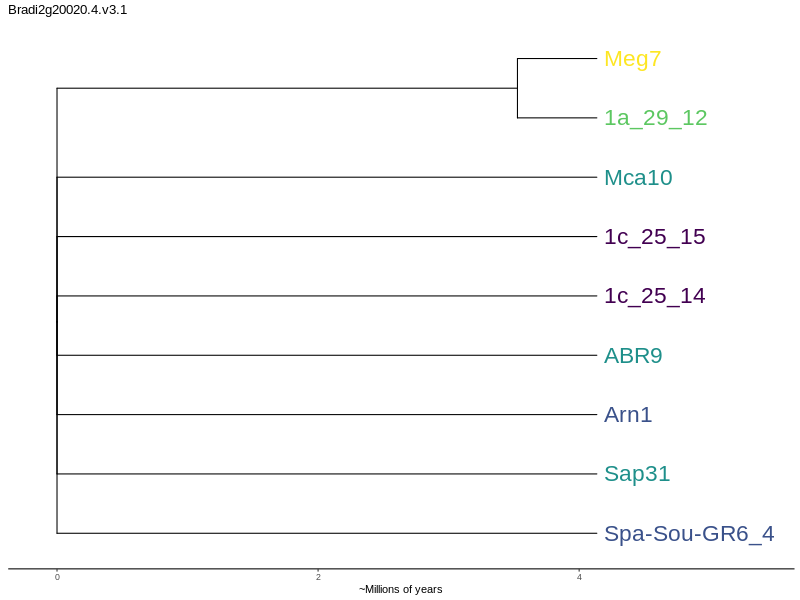 Bradi2g20020.4.v3.1
Meg7
1a_29_12
Mca10
1c_25_15
1c_25_14
ABR9
Arn1
Sap31
Spa-Sou-GR6_4
0 2 4
~Millions of years